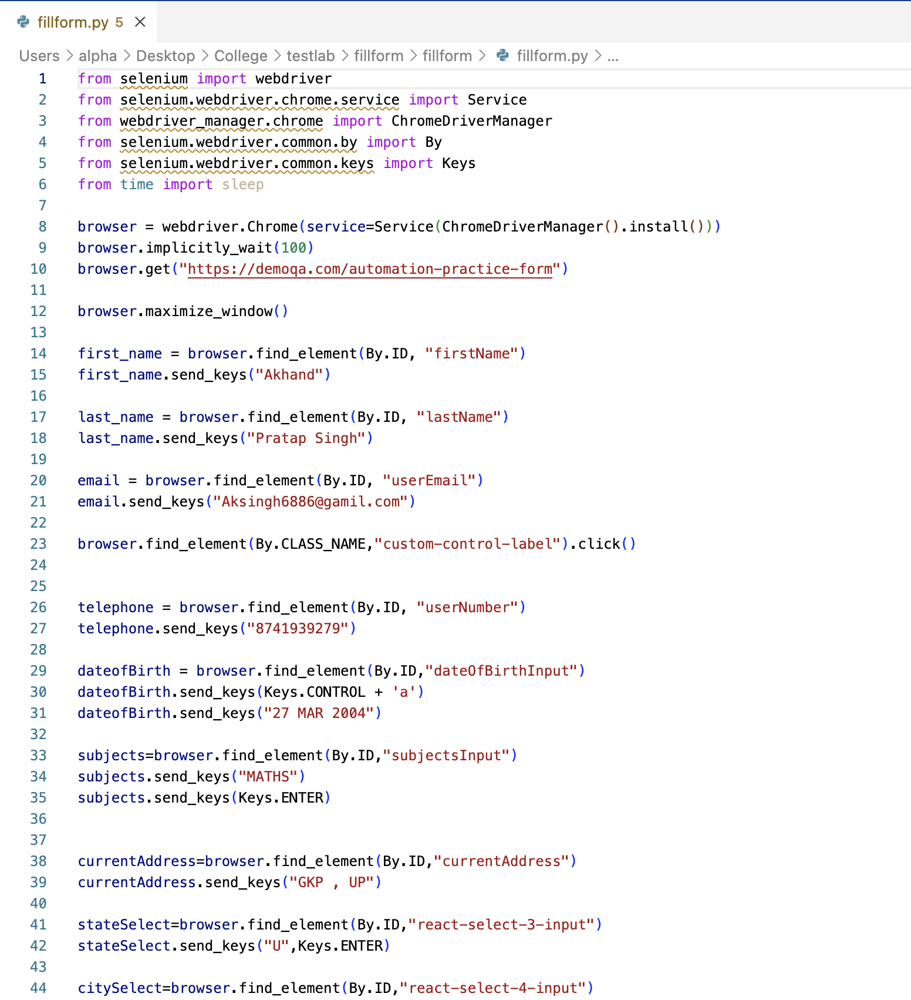 fillform.py 5 ×
Users > alpha > Desktop > College > testlab > fillform > fillform > fillform.py > ...
1 from selenium import webdriver
2 from selenium.webdriver.chrome.service import Service
3 from webdriver_manager.chrome import ChromeDriverManager
4 from selenium.webdriver.common.by import By
5 from selenium.webdriver.common.keys import Keys
6 from time import sleep
7
8 browser = webdriver.Chrome(service=Service(ChromeDriverManager().install()))
9 browser.implicitly_wait(100)
10 browser.get("https://demoqa.com/automation-practice-form")
11
12 browser.maximize_window()
13
14 first_name = browser.find_element(By.ID, "firstName")
15 first_name.send_keys("Akhand")
16
17 last_name = browser.find_element(By.ID, "lastName")
18 last_name.send_keys("Pratap Singh")
19
20 email = browser.find_element(By.ID, "userEmail")
21 email.send_keys("Aksingh6886@gamil.com")
22
23 browser.find_element(By.CLASS_NAME,"custom-control-label").click()
24
25
26 telephone = browser.find_element(By.ID, "userNumber")
27 telephone.send_keys("8741939279")
28
29 dateofBirth = browser.find_element(By.ID,"dateOfBirthInput")
30 dateofBirth.send_keys(Keys.CONTROL + 'a')
31 dateofBirth.send_keys("27 MAR 2004")
32
33 subjects=browser.find_element(By.ID,"subjectsInput")
34 subjects.send_keys("MATHS")
35 subjects.send_keys(Keys.ENTER)
36
37
38 currentAddress=browser.find_element(By.ID,"currentAddress")
39 currentAddress.send_keys("GKP , UP")
40
41 stateSelect=browser.find_element(By.ID,"react-select-3-input")
42 stateSelect.send_keys("U",Keys.ENTER)
43
44 citySelect=browser.find_element(By.ID,"react-select-4-input")